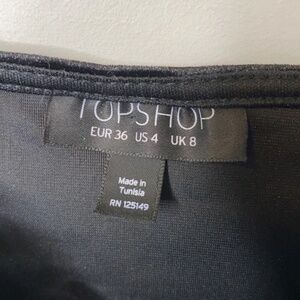 TOPSHOP
EUR 36 US 4 UK 8
Made in
Tunisia
RN 125149